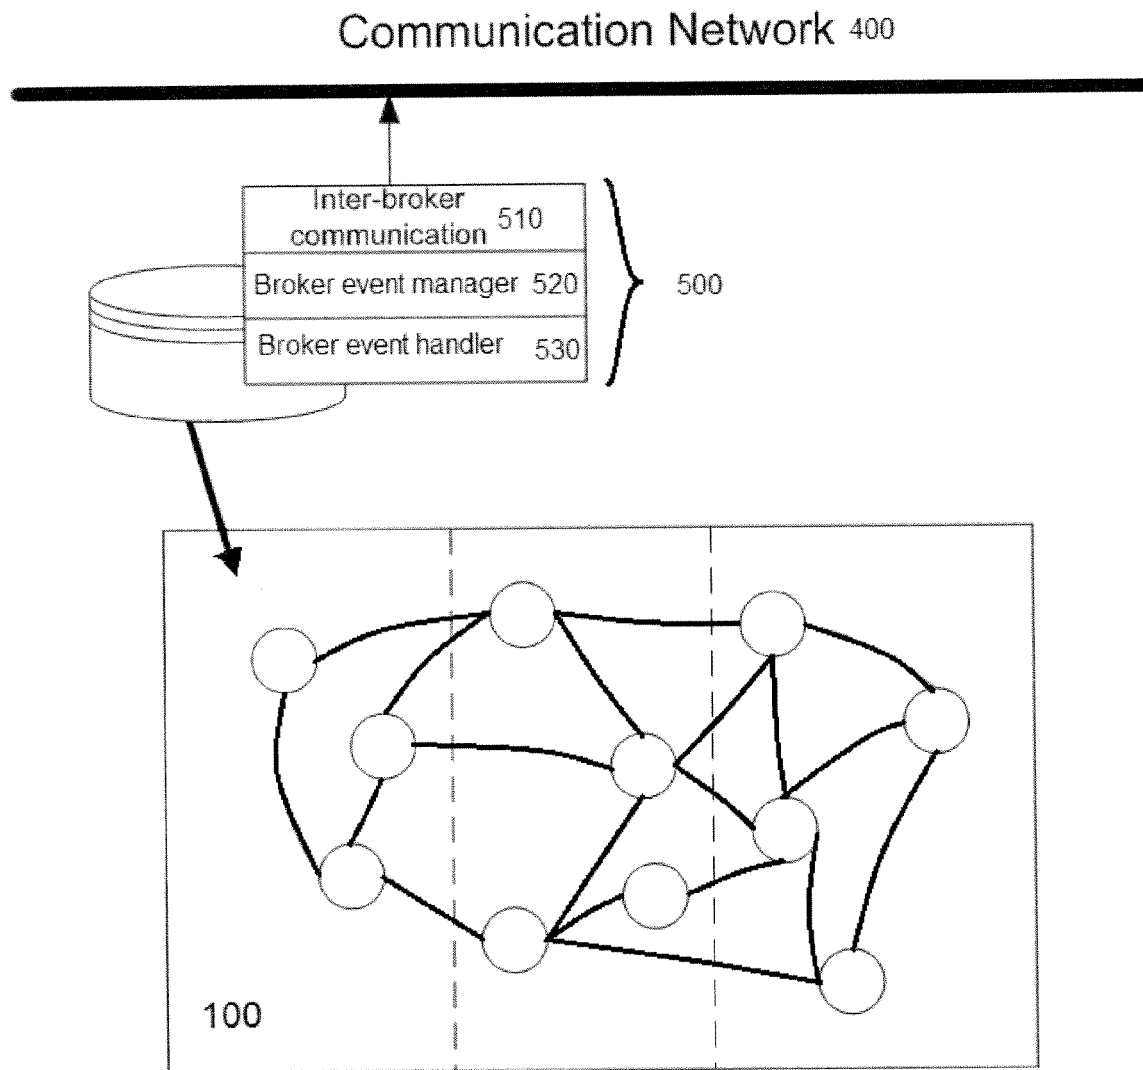 Communication Network 400
Inter-broker
communication 510
Broker event manager 520
500
Broker event handler 530
100